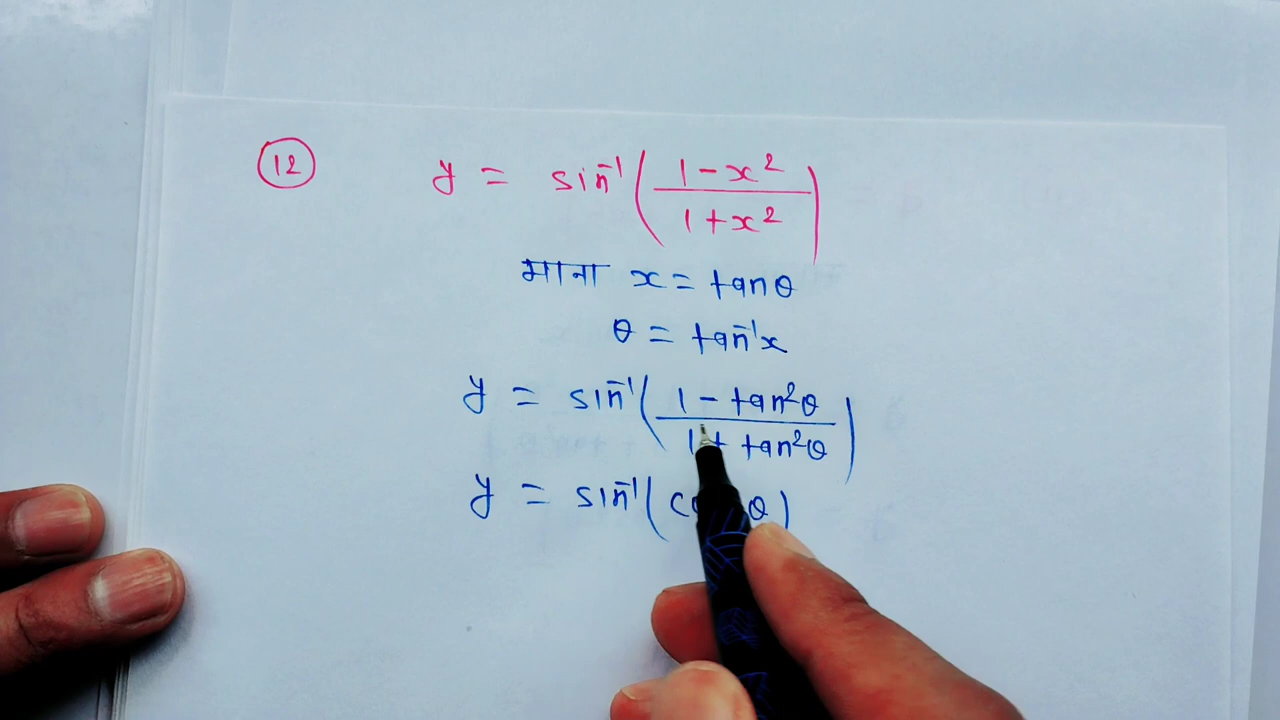 12 y = sin⁻¹(1-x²/1+x²)
माना x = tanθ
θ = tan⁻¹x
y = sin⁻¹(1-tan²θ/1+tan²θ)
y = sin⁻¹( θ)